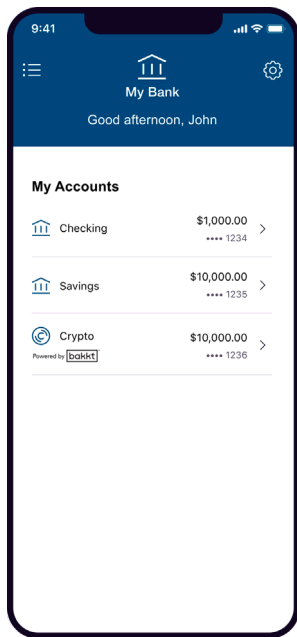 9:41
My Bank
Good afternoon, John
My Accounts
Checking
$1,000.00
•••• 1234
Savings
$10,000.00
•••• 1235
Crypto
$10,000.00
Powered by bakkt
•••• 1236